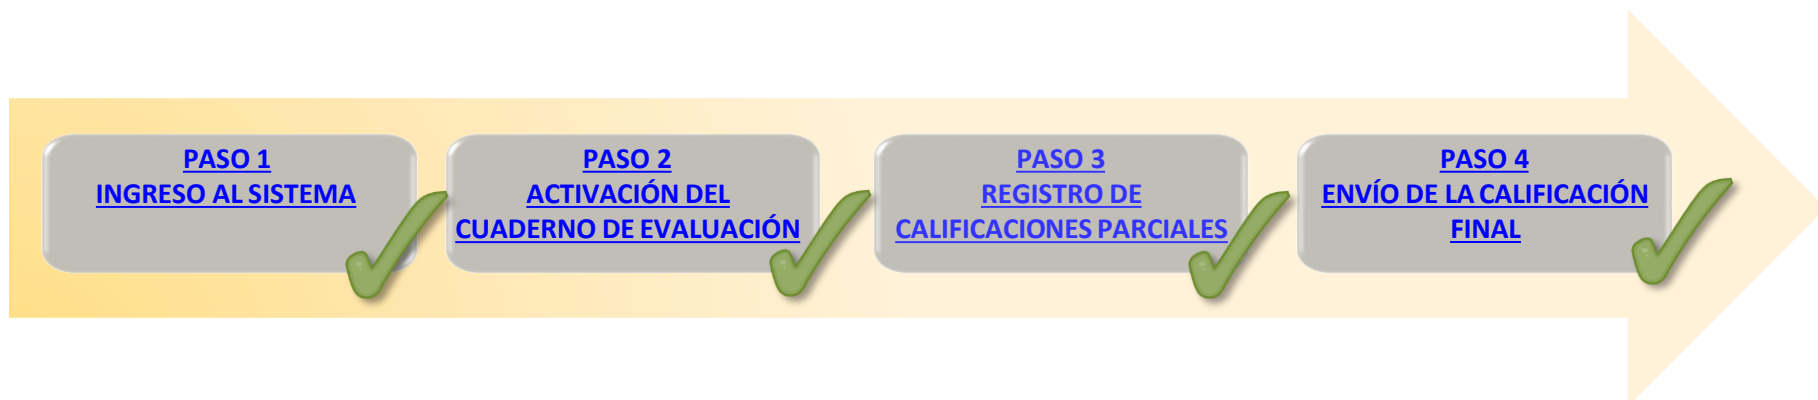 PASO 1
INGRESO AL SISTEMA
PASO 2
ACTIVACIÓN DEL
CUADERNO DE EVALUACIÓN
PASO 3
REGISTRO DE
CALIFICACIONES PARCIALES
PASO 4
ENVÍO DE LA CALIFICACIÓN
FINAL